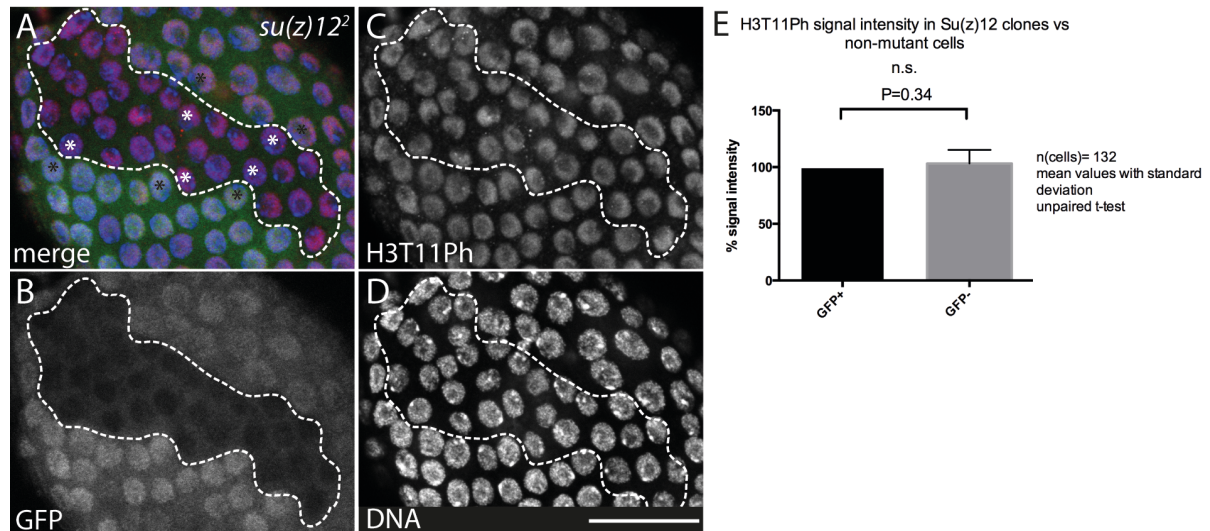 A
su(z)12²
merge
B
GFP
C
H3T11Ph
D
DNA
E
H3T11Ph signal intensity in Su(z)12 clones vs
non-mutant cells
n.s.
P=0.34
150
100
50
0
% signal intensity
GFP+
GFP-
n(cells)= 132
mean values with standard
deviation
unpaired t-test